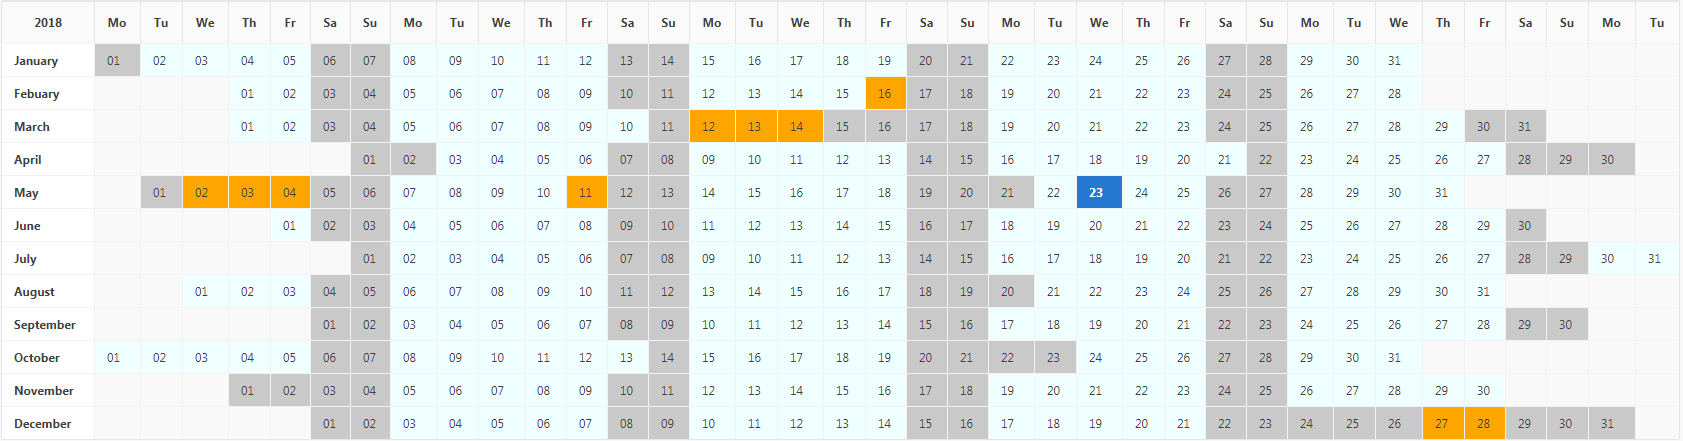 2018 Mo Tu We Th Fr Sa Su Mo Tu We Th Fr Sa Su Mo Tu We Th Fr Sa Su Mo Tu We Th Fr Sa Su Mo Tu We Th Fr Sa Su Mo Tu
January 01 02 03 04 05 06 07 08 09 10 11 12 13 14 15 16 17 18 19 20 21 22 23 24 25 26 27 28 29 30 31
Febuary 01 02 03 04 05 06 07 08 09 10 11 12 13 14 15 16 17 18 19 20 21 22 23 24 25 26 27 28
March 01 02 03 04 05 06 07 08 09 10 11 12 13 14 15 16 17 18 19 20 21 22 23 24 25 26 27 28 29 30 31
April 01 02 03 04 05 06 07 08 09 10 11 12 13 14 15 16 17 18 19 20 21 22 23 24 25 26 27 28 29 30
May 01 02 03 04 05 06 07 08 09 10 11 12 13 14 15 16 17 18 19 20 21 22 23 24 25 26 27 28 29 30 31
June 01 02 03 04 05 06 07 08 09 10 11 12 13 14 15 16 17 18 19 20 21 22 23 24 25 26 27 28 29 30
July 01 02 03 04 05 06 07 08 09 10 11 12 13 14 15 16 17 18 19 20 21 22 23 24 25 26 27 28 29 30 31
August 01 02 03 04 05 06 07 08 09 10 11 12 13 14 15 16 17 18 19 20 21 22 23 24 25 26 27 28 29 30 31
September 01 02 03 04 05 06 07 08 09 10 11 12 13 14 15 16 17 18 19 20 21 22 23 24 25 26 27 28 29 30
October 01 02 03 04 05 06 07 08 09 10 11 12 13 14 15 16 17 18 19 20 21 22 23 24 25 26 27 28 29 30 31
November 01 02 03 04 05 06 07 08 09 10 11 12 13 14 15 16 17 18 19 20 21 22 23 24 25 26 27 28 29 30
December 01 02 03 04 05 06 07 08 09 10 11 12 13 14 15 16 17 18 19 20 21 22 23 24 25 26 27 28 29 30 31